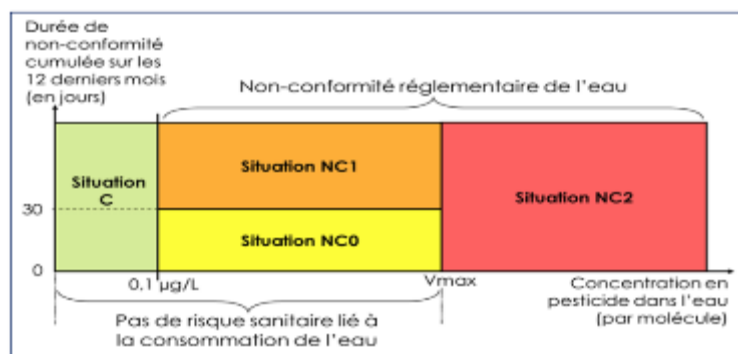 Durée de
non-conformité
cumulée sur les
12 derniers mois
(en jours)
Non-conformité réglementaire de l'eau
Situation
C
Situation NC1
Situation NC2
30
Situation NC0
0
0,1 µg/L
Vmax
Concentration en
pesticide dans l'eau
(par molécule)
Pas de risque sanitaire lié à
la consommation de l'eau